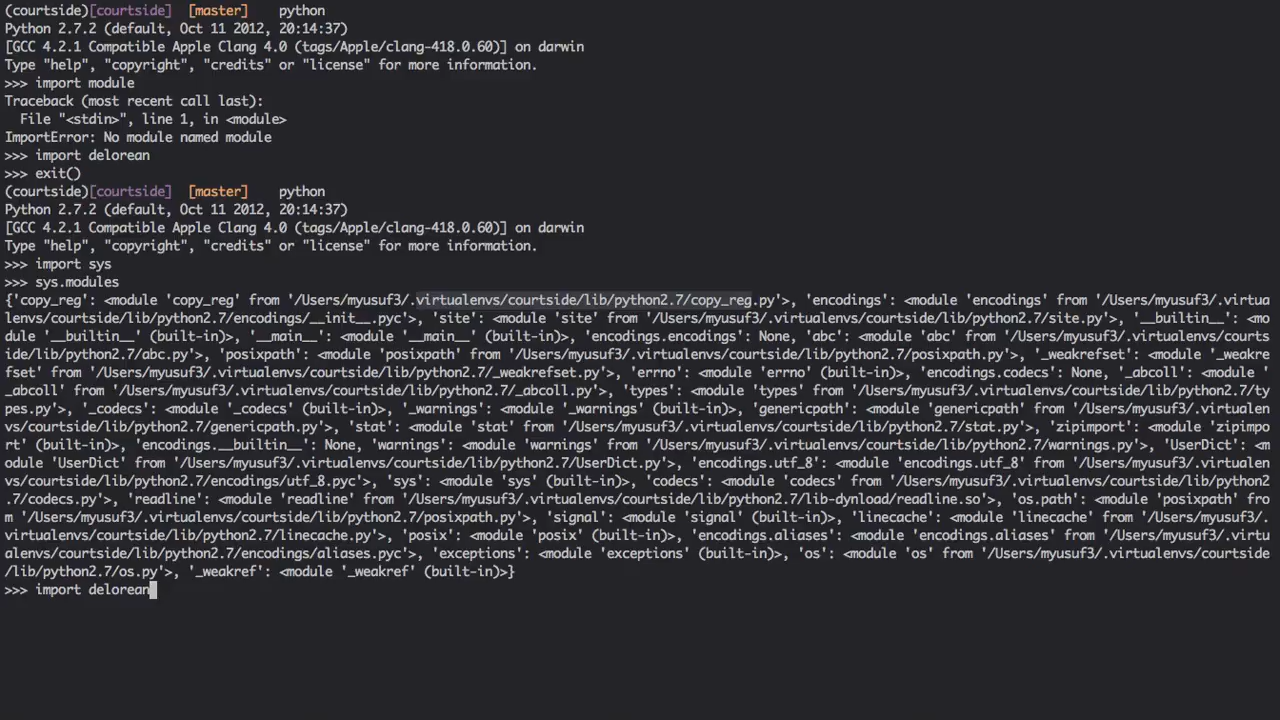 (courtside)[courtside]  [master]    python
Python 2.7.2 (default, Oct 11 2012, 20:14:37)
[GCC 4.2.1 Compatible Apple Clang 4.0 (tags/Apple/clang-418.0.60)] on darwin
Type "help", "copyright", "credits" or "license" for more information.
>>> import module
Traceback (most recent call last):
  File "<stdin>", line 1, in <module>
ImportError: No module named module
>>> import delorean
>>> exit()
(courtside)[courtside]  [master]    python
Python 2.7.2 (default, Oct 11 2012, 20:14:37)
[GCC 4.2.1 Compatible Apple Clang 4.0 (tags/Apple/clang-418.0.60)] on darwin
Type "help", "copyright", "credits" or "license" for more information.
>>> import sys
>>> sys.modules
{'copy_reg': <module 'copy_reg' from '/Users/myusuf3/.virtualenvs/courtside/lib/python2.7/copy_reg.py'>, 'encodings': <module 'encodings' from '/Users/myusuf3/.virtua
lenvs/courtside/lib/python2.7/encodings/__init__.pyc'>, 'site': <module 'site' from '/Users/myusuf3/.virtualenvs/courtside/lib/python2.7/site.py'>, '__builtin__': <mo
dule '__builtin__' (built-in)>, '__main__': <module '__main__' (built-in)>, 'encodings.encodings': None, 'abc': <module 'abc' from '/Users/myusuf3/.virtualenvs/courts
ide/lib/python2.7/abc.py'>, 'posixpath': <module 'posixpath' from '/Users/myusuf3/.virtualenvs/courtside/lib/python2.7/posixpath.py'>, '_weakrefset': <module '_weakre
fset' from '/Users/myusuf3/.virtualenvs/courtside/lib/python2.7/_weakrefset.py'>, 'errno': <module 'errno' (built-in)>, 'encodings.codecs': None, '_abcoll': <module '
_abcoll' from '/Users/myusuf3/.virtualenvs/courtside/lib/python2.7/_abcoll.py'>, 'types': <module 'types' from '/Users/myusuf3/.virtualenvs/courtside/lib/python2.7/ty
pes.py'>, '_codecs': <module '_codecs' (built-in)>, '_warnings': <module '_warnings' (built-in)>, 'genericpath': <module 'genericpath' from '/Users/myusuf3/.virtualen
vs/courtside/lib/python2.7/genericpath.py'>, 'stat': <module 'stat' from '/Users/myusuf3/.virtualenvs/courtside/lib/python2.7/stat.py'>, 'zipimport': <module 'zipimpo
rt' (built-in)>, 'encodings.__builtin__': None, 'warnings': <module 'warnings' from '/Users/myusuf3/.virtualenvs/courtside/lib/python2.7/warnings.py'>, 'UserDict': <m
odule 'UserDict' from '/Users/myusuf3/.virtualenvs/courtside/lib/python2.7/UserDict.py'>, 'encodings.utf_8': <module 'encodings.utf_8' from '/Users/myusuf3/.virtualen
vs/courtside/lib/python2.7/encodings/utf_8.pyc'>, 'sys': <module 'sys' (built-in)>, 'codecs': <module 'codecs' from '/Users/myusuf3/.virtualenvs/courtside/lib/python2
.7/codecs.py'>, 'readline': <module 'readline' from '/Users/myusuf3/.virtualenvs/courtside/lib/python2.7/lib-dynload/readline.so'>, 'os.path': <module 'posixpath' fro
m '/Users/myusuf3/.virtualenvs/courtside/lib/python2.7/posixpath.py'>, 'signal': <module 'signal' (built-in)>, 'linecache': <module 'linecache' from '/Users/myusuf3/.
virtualenvs/courtside/lib/python2.7/linecache.py'>, 'posix': <module 'posix' (built-in)>, 'encodings.aliases': <module 'encodings.aliases' from '/Users/myusuf3/.virtu
alenvs/courtside/lib/python2.7/encodings/aliases.pyc'>, 'exceptions': <module 'exceptions' (built-in)>, 'os': <module 'os' from '/Users/myusuf3/.virtualenvs/courtside
/lib/python2.7/os.py'>, '_weakref': <module '_weakref' (built-in)>}
>>> import delorean